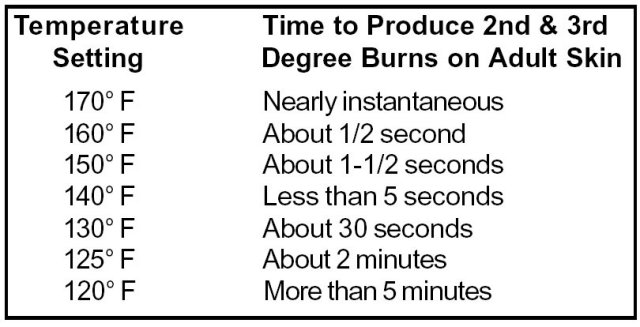 Temperature Setting Time to Produce 2nd & 3rd Degree Burns on Adult Skin
170° F Nearly instantaneous
160° F About 1/2 second
150° F About 1-1/2 seconds
140° F Less than 5 seconds
130° F About 30 seconds
125° F About 2 minutes
120° F More than 5 minutes